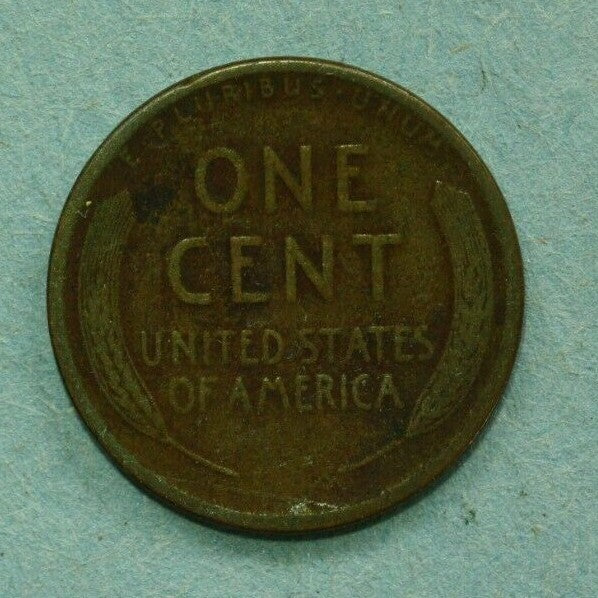 E·PLURIBUS·UNUM
ONE
CENT
UNITED STATES
OF AMERICA